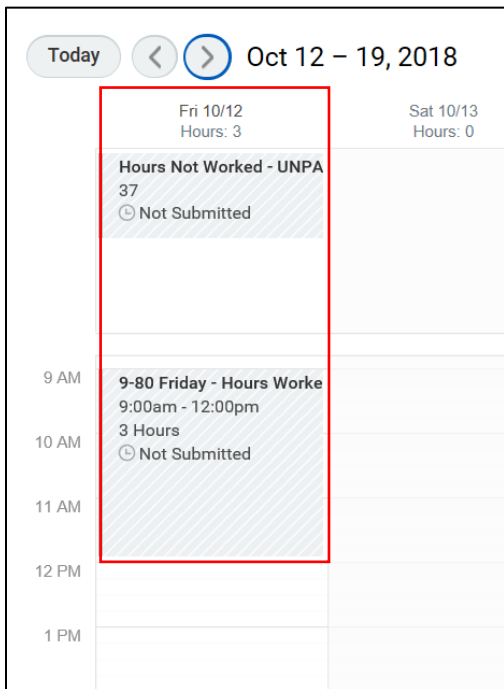 Today
Oct 12 – 19, 2018
Fri 10/12
Hours: 3
Sat 10/13
Hours: 0
Hours Not Worked - UNPA
37
Not Submitted
9 AM
9-80 Friday - Hours Worke
9:00am - 12:00pm
3 Hours
Not Submitted
10 AM
11 AM
12 PM
1 PM